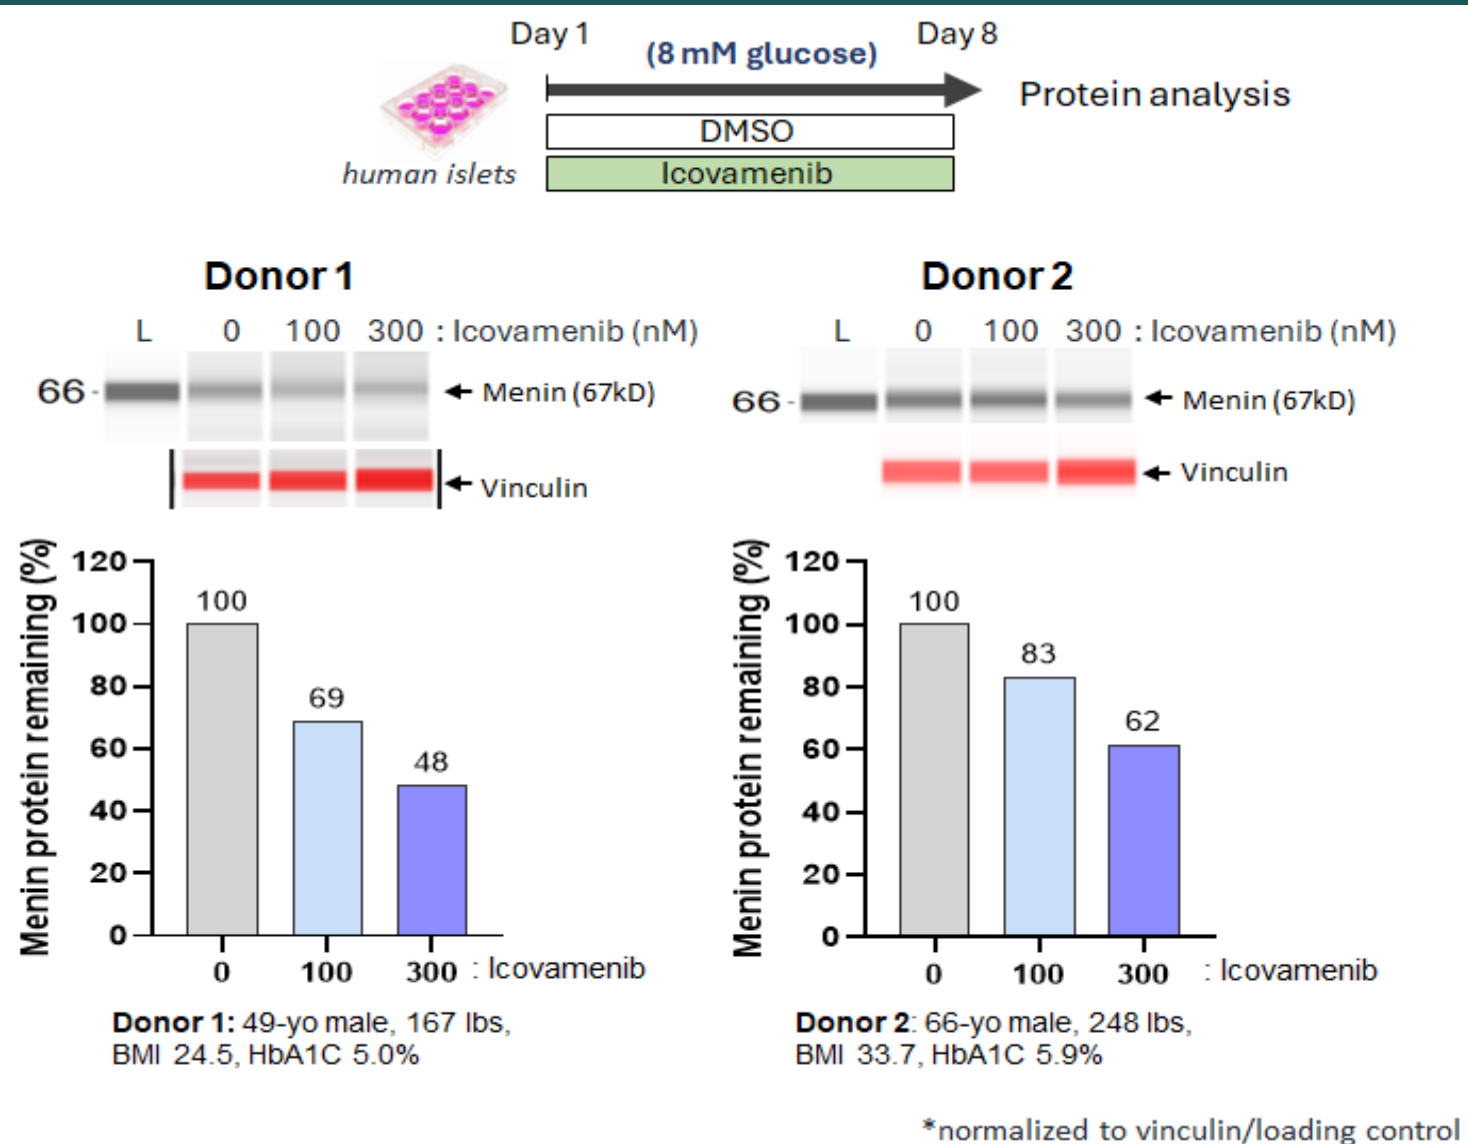 Day 1
(8 mM glucose)
Day 8
Protein analysis
DMSO
Icovamenib
human islets
Donor 1
L 0 100 300 : Icovamenib (nM)
66 -
Menin (67kD)
Vinculin
Menin protein remaining (%)
120
100
80
60
40
20
0
100
69
48
0 100 300 : Icovamenib
Donor 1: 49-yo male, 167 lbs,
BMI 24.5, HbA1C 5.0%
Donor 2
L 0 100 300 : Icovamenib (nM)
66 -
Menin (67kD)
Vinculin
Menin protein remaining (%)
120
100
80
60
40
20
0
100
83
62
0 100 300 : Icovamenib
Donor 2: 66-yo male, 248 lbs,
BMI 33.7, HbA1C 5.9%
*normalized to vinculin/loading control